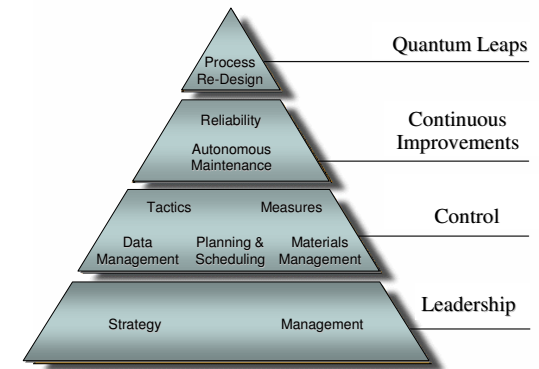 Quantum Leaps
Process
Re-Design
Reliability
Continuous
Improvements
Autonomous
Maintenance
Tactics Measures
Control
Data Planning & Materials
Management Scheduling Management
Leadership
Strategy Management